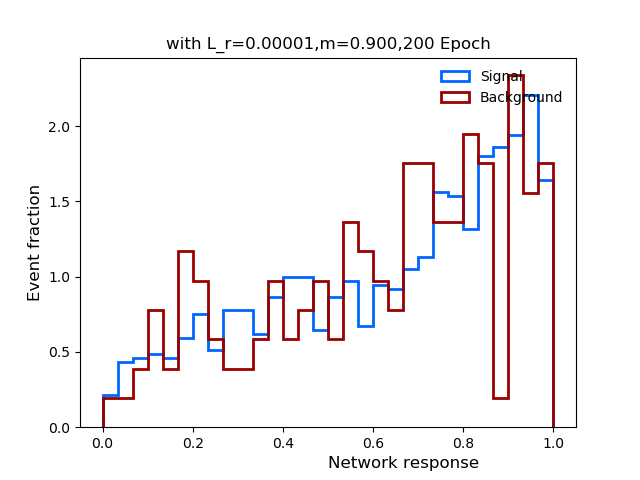 with L_r=0.00001,m=0.900,200 Epoch
Signal
Background
Event fraction
2.0
1.5
1.0
0.5
0.0
0.0 0.2 0.4 0.6 0.8 1.0
Network response